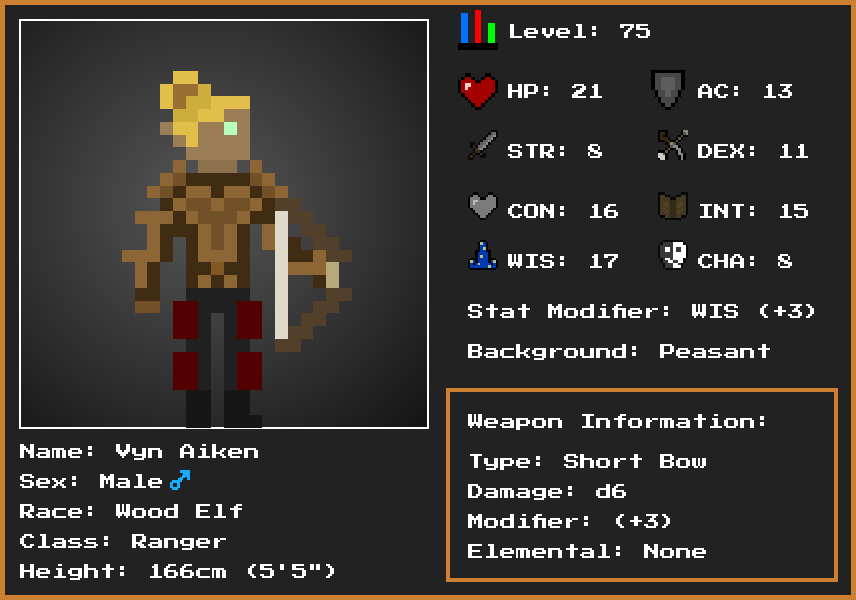 Level: 75
HP: 21 AC: 13
STR: 8 DEX: 11
CON: 16 INT: 15
WIS: 17 CHA: 8
Stat Modifier: WIS (+3)
Background: Peasant
Weapon Information:
Type: Short Bow
Damage: d6
Modifier: (+3)
Elemental: None
Name: Vyn Aiken
Sex: Male ♂
Race: Wood Elf
Class: Ranger
Height: 166cm (5'5")